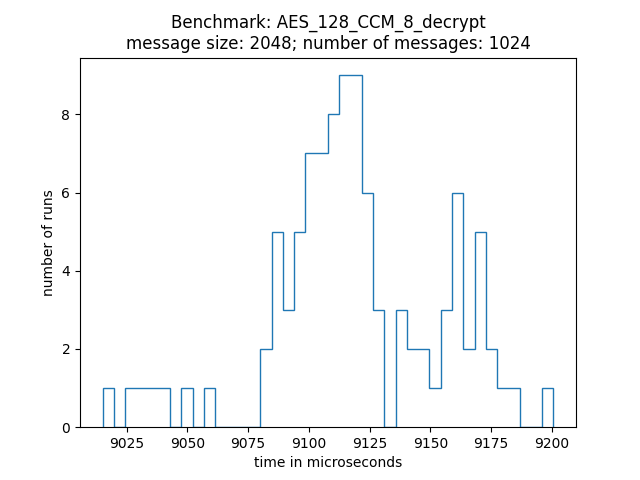 Benchmark: AES_128_CCM_8_decrypt
message size: 2048; number of messages: 1024
number of runs
8
6
4
2
0
9025 9050 9075 9100 9125 9150 9175 9200
time in microseconds